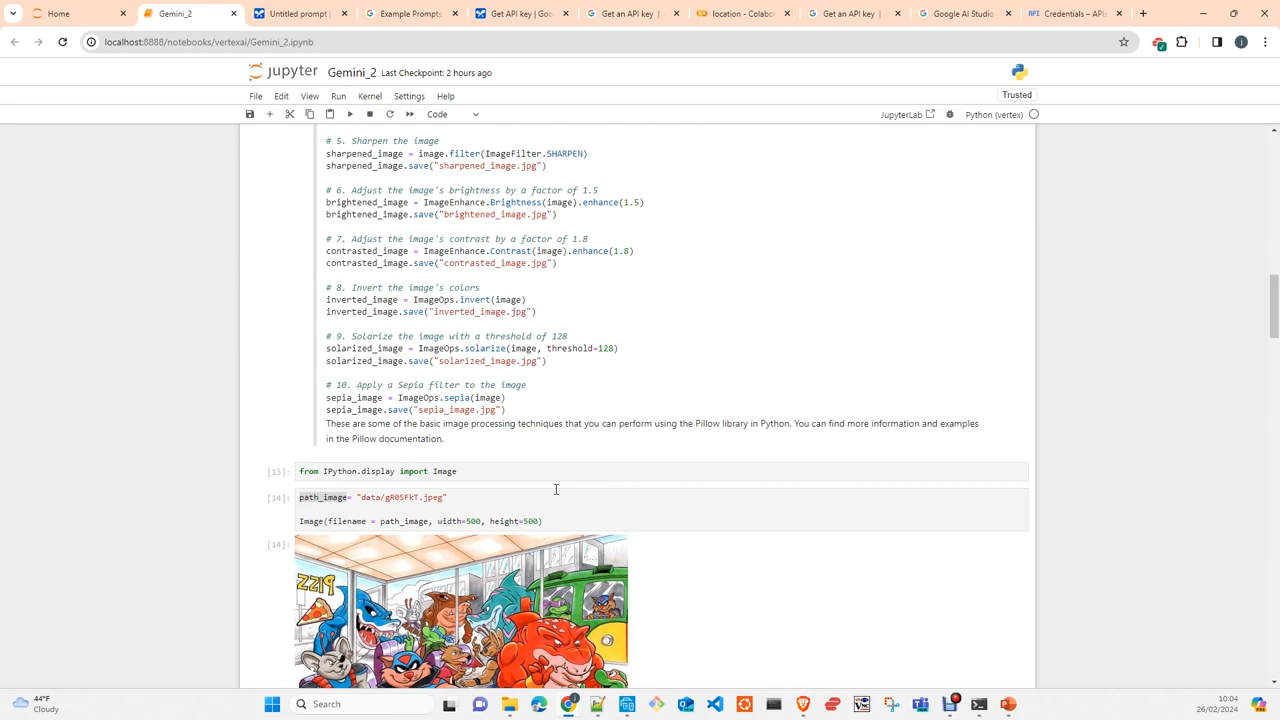 Home
Gemini_2
Untitled prompt |
Example Prompts
Get API key | Goo
Get an API key |
location - Colabo
Get an API key |
Google AI Studio
API Credentials – APIs
localhost:8888/notebooks/vertexai/Gemini_2.ipynb
jupyter Gemini_2 Last Checkpoint: 2 hours ago
File Edit View Run Kernel Settings Help
Trusted
Code
JupyterLab
Python (vertex)
# 5. Sharpen the image
sharpened_image = image.filter(ImageFilter.SHARPEN)
sharpened_image.save("sharpened_image.jpg")
# 6. Adjust the image's brightness by a factor of 1.5
brightened_image = ImageEnhance.Brightness(image).enhance(1.5)
brightened_image.save("brightened_image.jpg")
# 7. Adjust the image's contrast by a factor of 1.8
contrasted_image = ImageEnhance.Contrast(image).enhance(1.8)
contrasted_image.save("contrasted_image.jpg")
# 8. Invert the image's colors
inverted_image = ImageOps.invert(image)
inverted_image.save("inverted_image.jpg")
# 9. Solarize the image with a threshold of 128
solarized_image = ImageOps.solarize(image, threshold=128)
solarized_image.save("solarized_image.jpg")
# 10. Apply a Sepia filter to the image
sepia_image = ImageOps.sepia(image)
sepia_image.save("sepia_image.jpg")
These are some of the basic image processing techniques that you can perform using the Pillow library in Python. You can find more information and examples
in the Pillow documentation.
[13]: from IPython.display import Image
[14]: path_image= "data/gR0SFkT.jpeg"
Image(filename = path_image, width=500, height=500)
[14]:
PIZZ
44°F
Cloudy
Search
10:04
26/02/2024